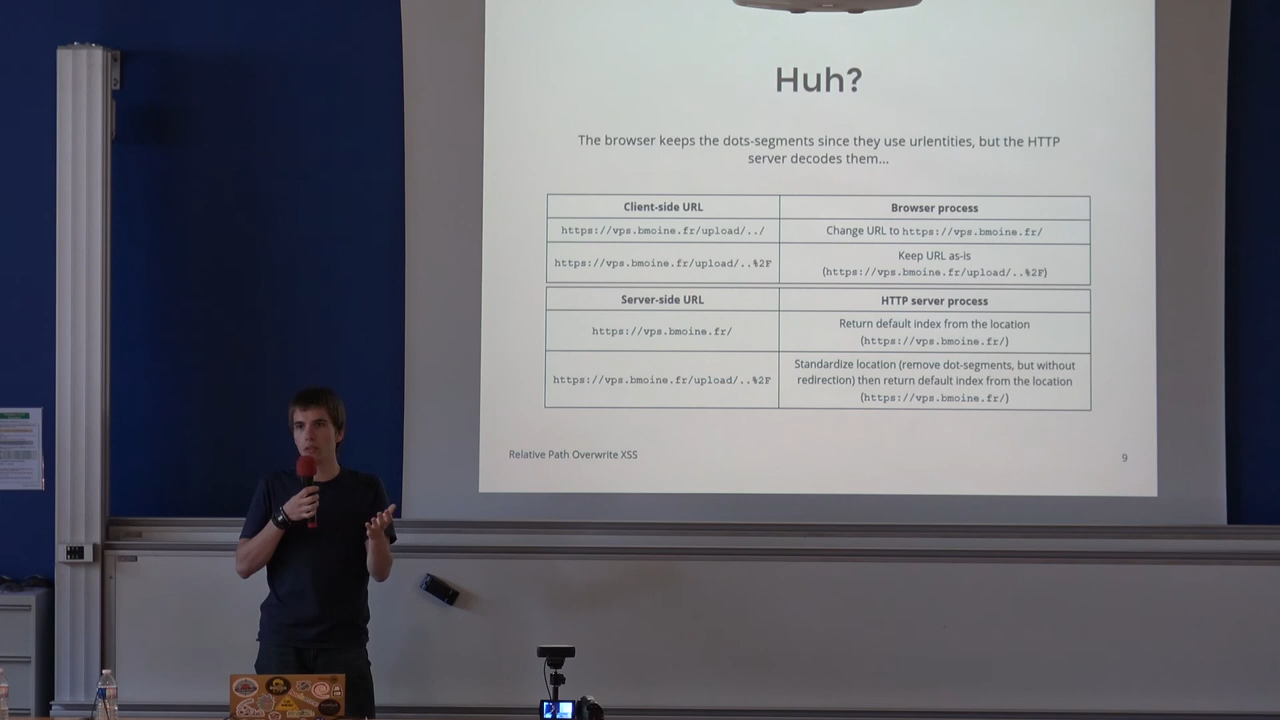 Huh?
The browser keeps the dots-segments since they use urlentities, but the HTTP
server decodes them...
Client-side URL
Browser process
https://vps.bmoine.fr/upload/../
Change URL to https://vps.bmoine.fr/
https://vps.bmoine.fr/upload/..%2F
Keep URL as-is
(https://vps.bmoine.fr/upload/..%2F)
Server-side URL
HTTP server process
https://vps.bmoine.fr/
Return default index from the location
(https://vps.bmoine.fr/)
https://vps.bmoine.fr/upload/..%2F
Standardize location (remove dot-segments, but without
redirection) then return default index from the location
(https://vps.bmoine.fr/)
Relative Path Overwrite XSS
9